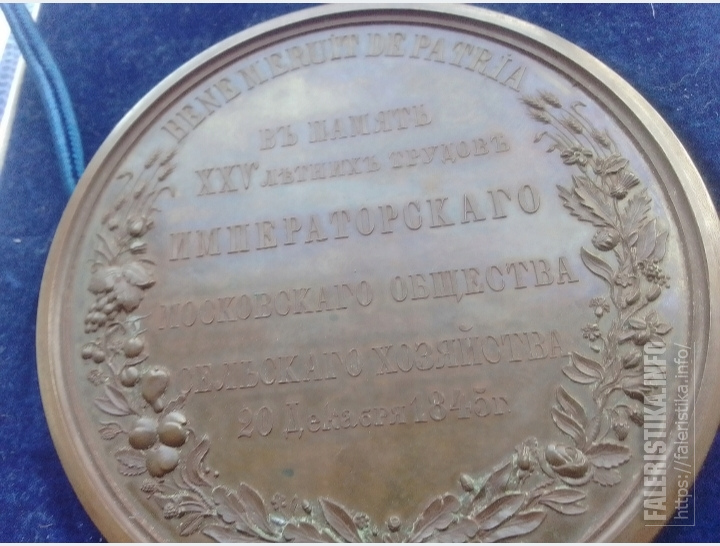 BENE MERUIT DE PATRIA
ВЪ ПАМЯТЬ
XXV ЛѢТНИХЪ ТРУДОВЪ
ИМПЕРАТОРСКАГО
МОСКОВСКАГО ОБЩЕСТВА
СЕЛЬСКАГО ХОЗЯЙСТВА
20 Декабря 1845 г.
FALERISTIKA.INFO
https://faleristika.info/